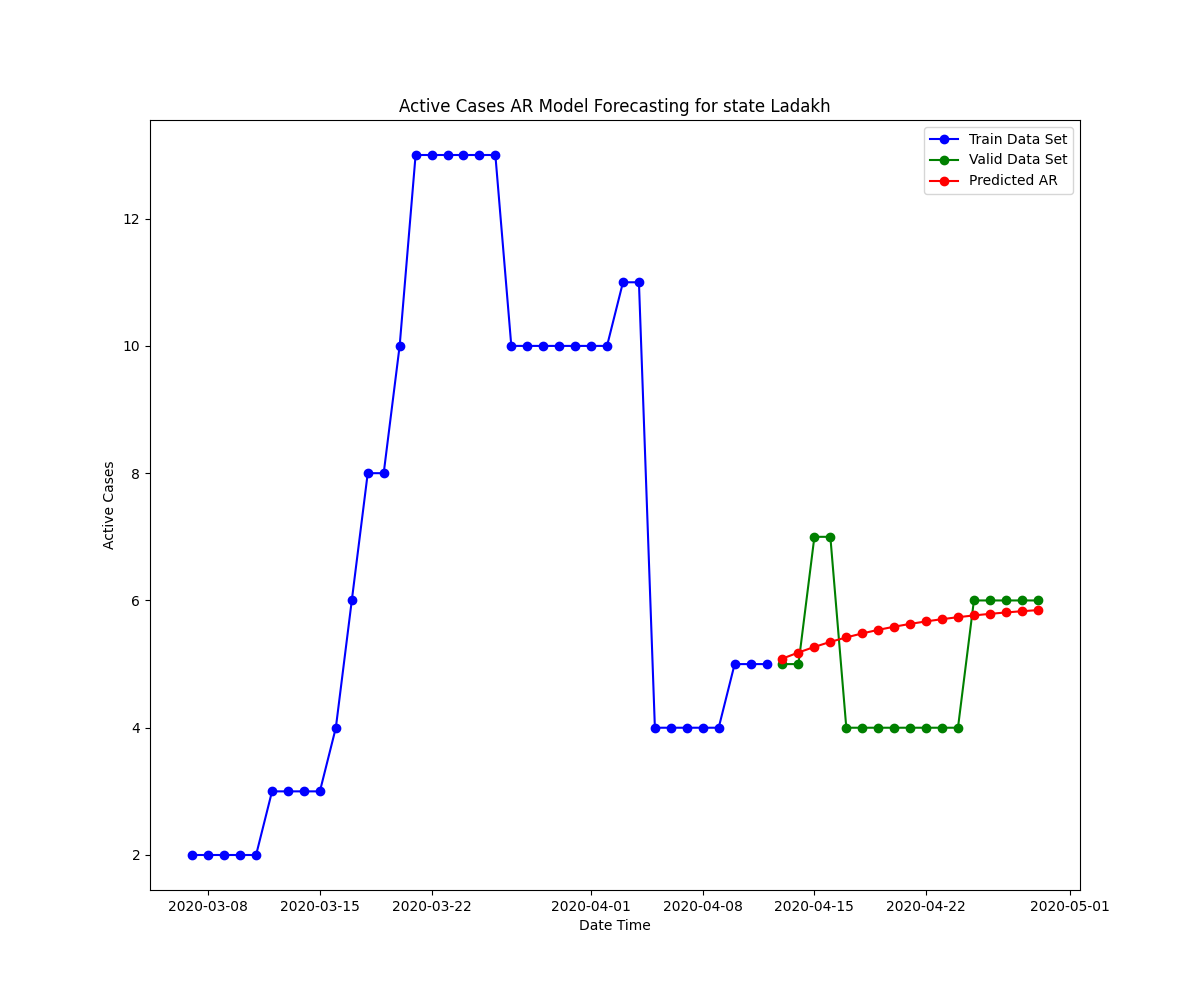 Active Cases AR Model Forecasting for state Ladakh
Train Data Set
Valid Data Set
Predicted AR
Active Cases
12
10
8
6
4
2
2020-03-08 2020-03-15 2020-03-22 2020-04-01 2020-04-08 2020-04-15 2020-04-22 2020-05-01
Date Time